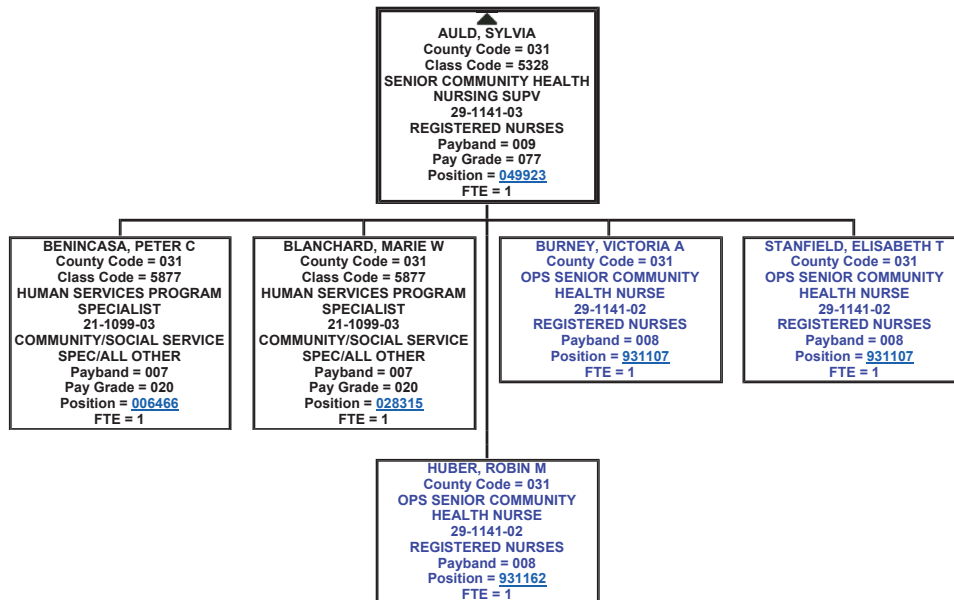 AULD, SYLVIA
County Code = 031
Class Code = 5328
SENIOR COMMUNITY HEALTH
NURSING SUPV
29-1141-03
REGISTERED NURSES
Payband = 009
Pay Grade = 077
Position = 049923
FTE = 1
BENINCASA, PETER C
County Code = 031
Class Code = 5877
HUMAN SERVICES PROGRAM
SPECIALIST
21-1099-03
COMMUNITY/SOCIAL SERVICE
SPEC/ALL OTHER
Payband = 007
Pay Grade = 020
Position = 006466
FTE = 1
BLANCHARD, MARIE W
County Code = 031
Class Code = 5877
HUMAN SERVICES PROGRAM
SPECIALIST
21-1099-03
COMMUNITY/SOCIAL SERVICE
SPEC/ALL OTHER
Payband = 007
Pay Grade = 020
Position = 028315
FTE = 1
BURNEY, VICTORIA A
County Code = 031
OPS SENIOR COMMUNITY
HEALTH NURSE
29-1141-02
REGISTERED NURSES
Payband = 008
Position = 931107
FTE = 1
STANFIELD, ELISABETH T
County Code = 031
OPS SENIOR COMMUNITY
HEALTH NURSE
29-1141-02
REGISTERED NURSES
Payband = 008
Position = 931107
FTE = 1
HUBER, ROBIN M
County Code = 031
OPS SENIOR COMMUNITY
HEALTH NURSE
29-1141-02
REGISTERED NURSES
Payband = 008
Position = 931162
FTE = 1